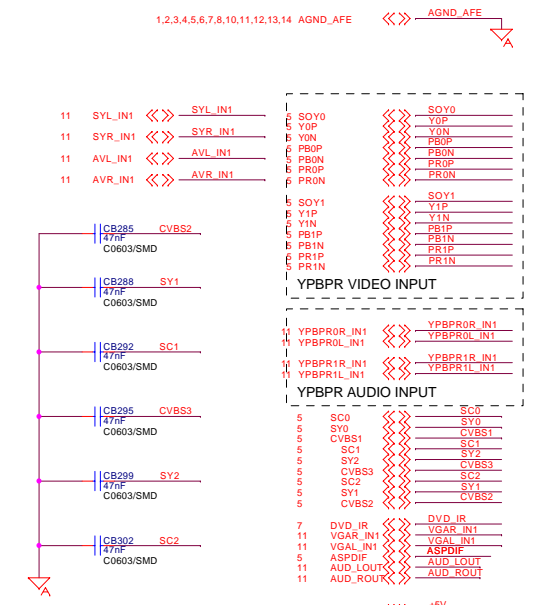 1,2,3,4,5,6,7,8,10,11,12,13,14 AGND_AFE AGND_AFE
A
11 SYL_IN1 SYL_IN1
11 SYR_IN1 SYR_IN1
11 AVL_IN1 AVL_IN1
11 AVR_IN1 AVR_IN1
5 SOY0 SOY0
5 Y0P Y0P
5 Y0N Y0N
5 PB0P PB0P
5 PB0N PB0N
5 PR0P PR0P
5 PR0N PR0N
5 SOY1 SOY1
5 Y1P Y1P
5 Y1N Y1N
5 PB1P PB1P
5 PB1N PB1N
5 PR1P PR1P
5 PR1N PR1N
YPBPR VIDEO INPUT
CB285 CVBS2
47nF
C0603/SMD
CB288 SY1
47nF
C0603/SMD
CB292 SC1
47nF
C0603/SMD
CB295 CVBS3
47nF
C0603/SMD
CB299 SY2
47nF
C0603/SMD
CB302 SC2
47nF
C0603/SMD
A
11 YPBPR0R_IN1 YPBPR0R_IN1
11 YPBPR0L_IN1 YPBPR0L_IN1
11 YPBPR1R_IN1 YPBPR1R_IN1
11 YPBPR1L_IN1 YPBPR1L_IN1
YPBPR AUDIO INPUT
5 SC0 SC0
5 SY0 SY0
5 CVBS1 CVBS1
5 SC1 SC1
5 SY2 SY2
5 CVBS3 CVBS3
5 SC2 SC2
5 SY1 SY1
5 CVBS2 CVBS2
7 DVD_IR DVD_IR
11 VGAR_IN1 VGAR_IN1
11 VGAL_IN1 VGAL_IN1
5 ASPDIF ASPDIF
11 AUD_LOUT AUD_LOUT
11 AUD_ROUT AUD_ROUT